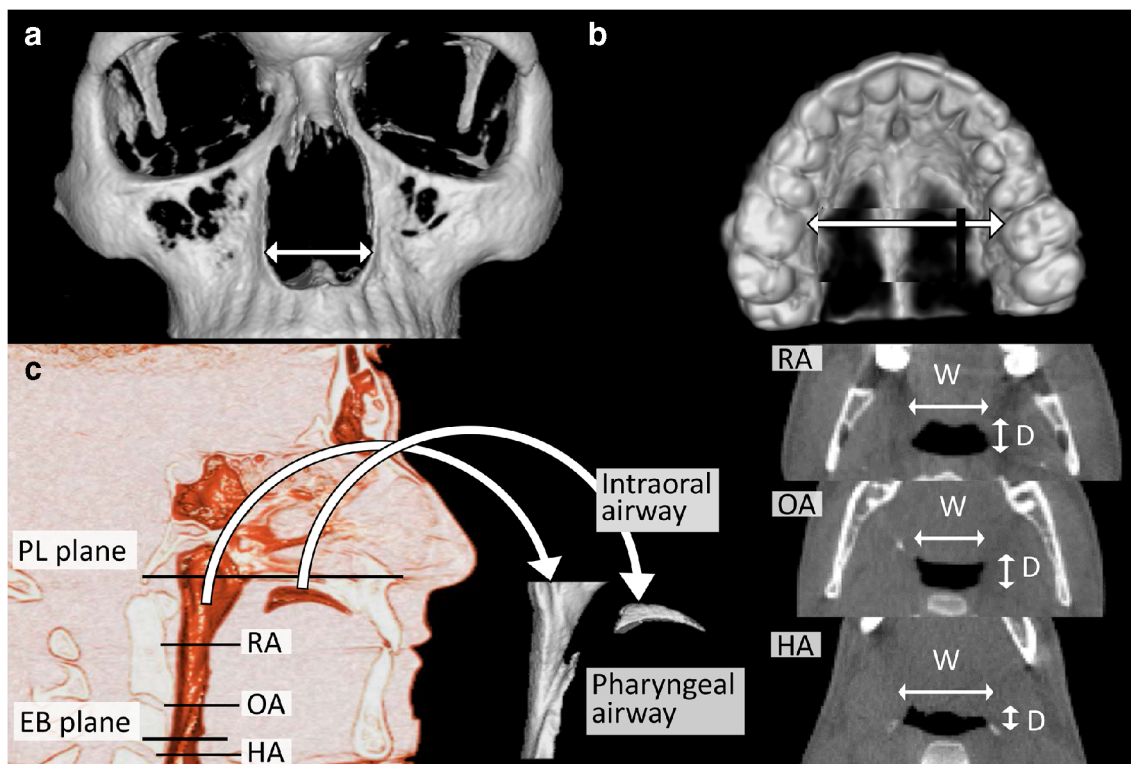 a
b
c
PL plane
RA
OA
EB plane
HA
Intraoral
airway
Pharyngeal
airway
RA
W
D
OA
W
D
HA
W
D